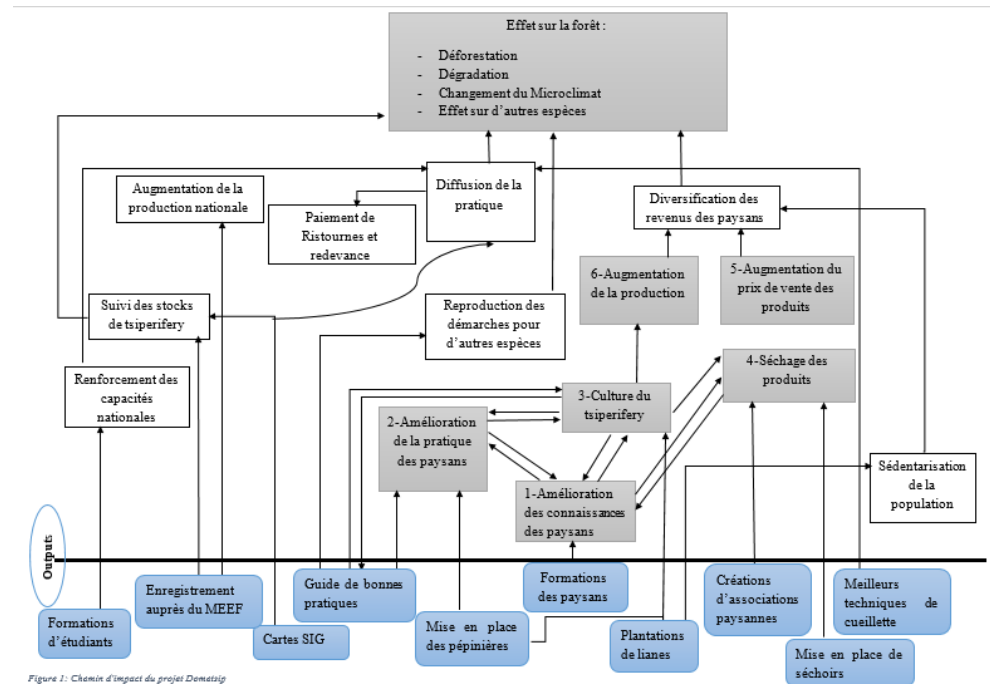 Effet sur la forêt :
- Déforestation
- Dégradation
- Changement du Microclimat
- Effet sur d'autres espèces
Augmentation de la
production nationale
Diffusion de la
pratique
Paiement de
Ristournes et
redevance
Diversification des
revenus des paysans
6-Augmentation
de la production
5-Augmentation du
prix de vente des
produits
Suivi des stocks
de tsiperifery
Reproduction des
démarches pour
d'autres espèces
4-Séchage des
produits
Renforcement des
capacités
nationales
3-Culture du
tsiperifery
2-Amélioration
de la pratique
des paysans
Sédentarisation
de la
population
1-Amélioration
des connaissances
des paysans
Outputs
Formations
d'étudiants
Enregistrement
auprès du MEEF
Cartes SIG
Guide de bonnes
pratiques
Mise en place
des pépinières
Formations
des paysans
Plantations
de lianes
Créations
d'associations
paysannes
Mise en place de
séchoirs
Meilleurs
techniques de
cueillette
Figure 1: Chemin d'impact du projet Domatsip